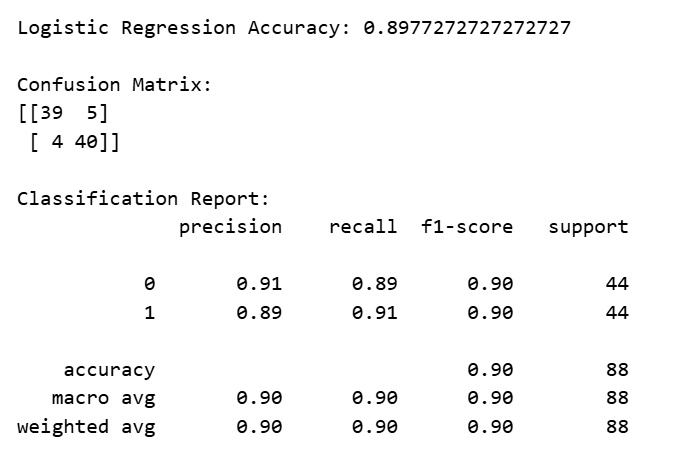 Logistic Regression Accuracy: 0.8977272727272727
Confusion Matrix:
[[39  5]
 [ 4 40]]
Classification Report:
              precision    recall  f1-score   support
           0       0.91      0.89      0.90        44
           1       0.89      0.91      0.90        44
    accuracy                           0.90        88
   macro avg       0.90      0.90      0.90        88
weighted avg       0.90      0.90      0.90        88